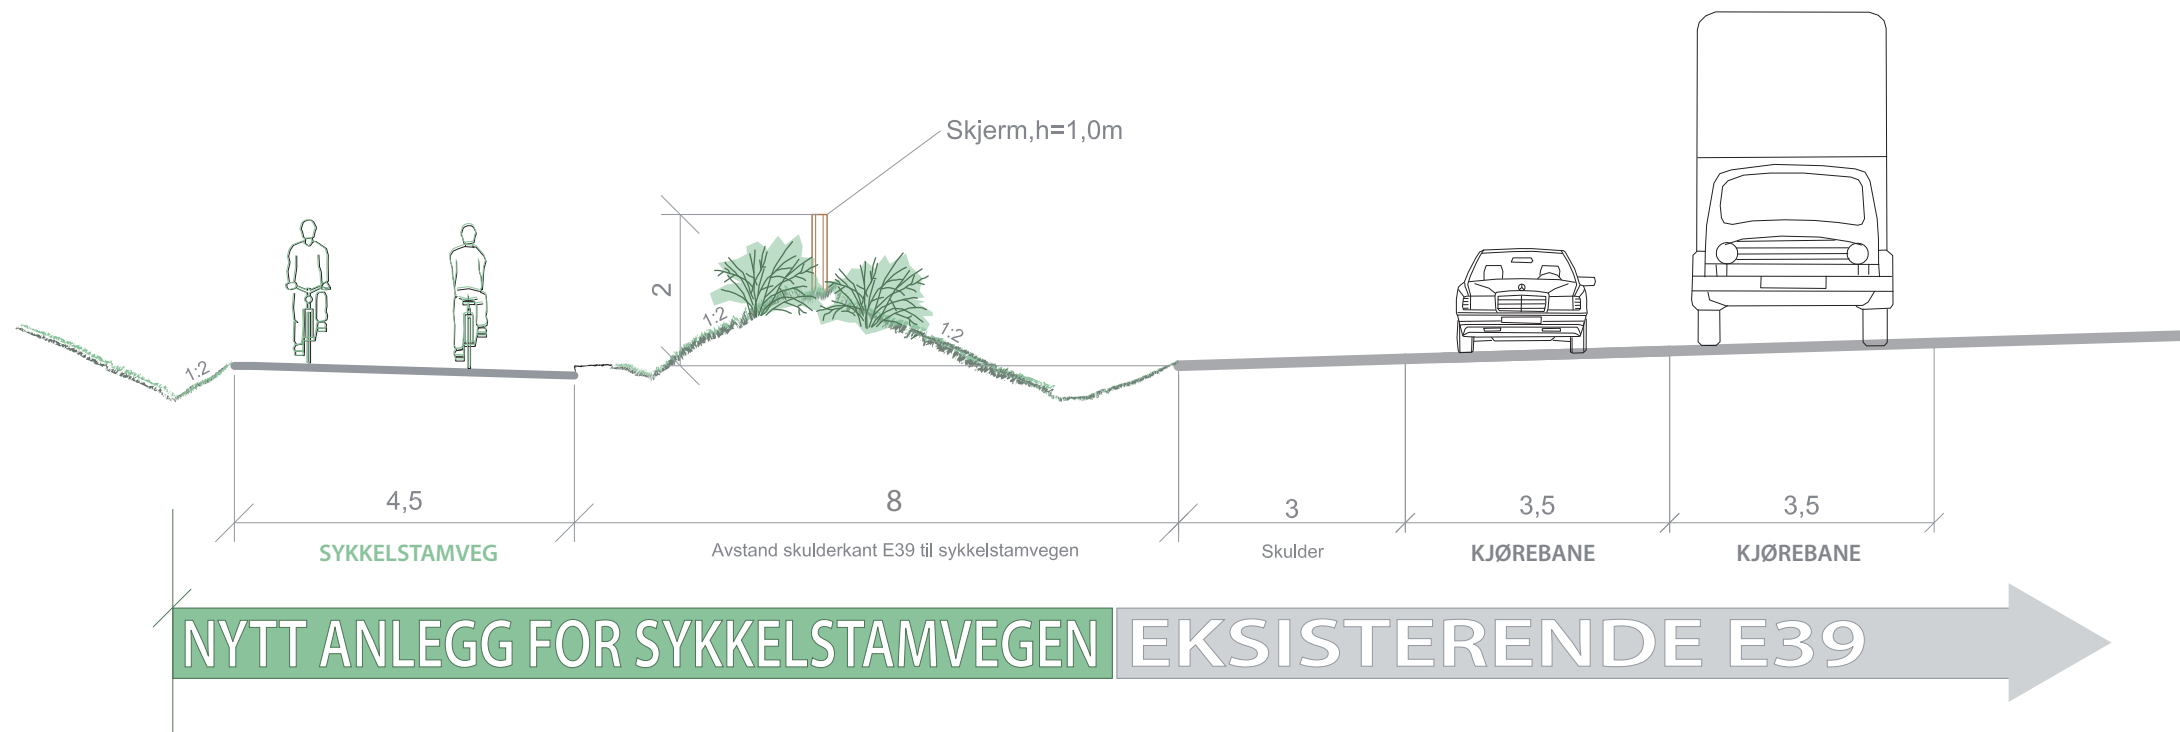 Skjerm,h=1,0m
2
1:2
1:2
1:2
4,5
8
3
3,5
3,5
SYKKELSTAMVEG
Avstand skulderkant E39 til sykkelstamvegen
Skulder
KJØREBANE
KJØREBANE
NYTT ANLEGG FOR SYKKELSTAMVEGEN
EKSISTERENDE E39